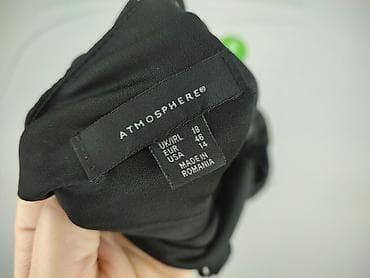 ATMOSPHERE®
UK/IRL 18
EUR 46
USA 14
MADE IN
ROMANIA